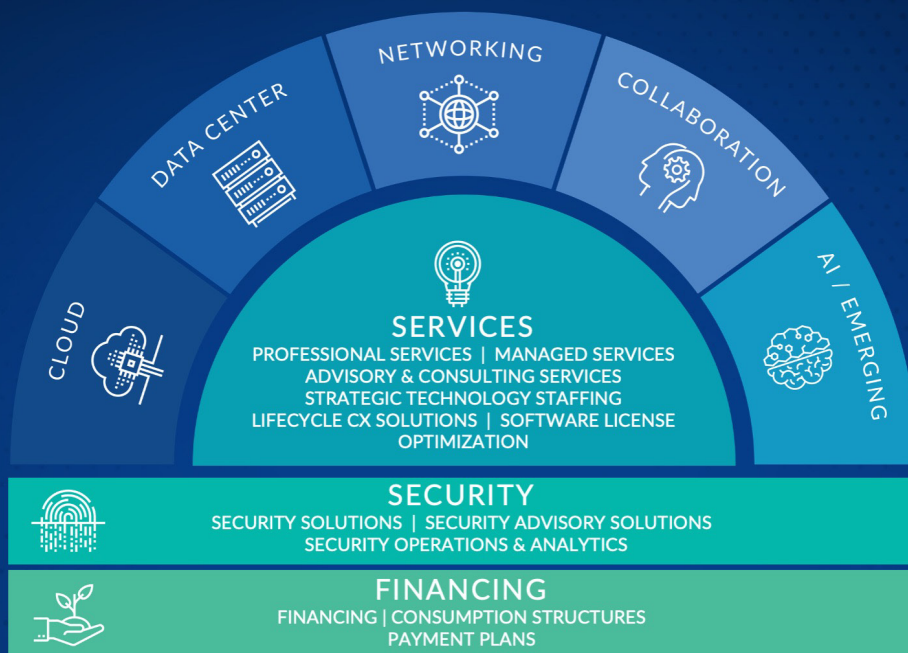 CLOUD
DATA CENTER
NETWORKING
COLLABORATION
AI / EMERGING
SERVICES
PROFESSIONAL SERVICES | MANAGED SERVICES
ADVISORY & CONSULTING SERVICES
STRATEGIC TECHNOLOGY STAFFING
LIFECYCLE CX SOLUTIONS | SOFTWARE LICENSE
OPTIMIZATION
SECURITY
SECURITY SOLUTIONS | SECURITY ADVISORY SOLUTIONS
SECURITY OPERATIONS & ANALYTICS
FINANCING
FINANCING | CONSUMPTION STRUCTURES
PAYMENT PLANS